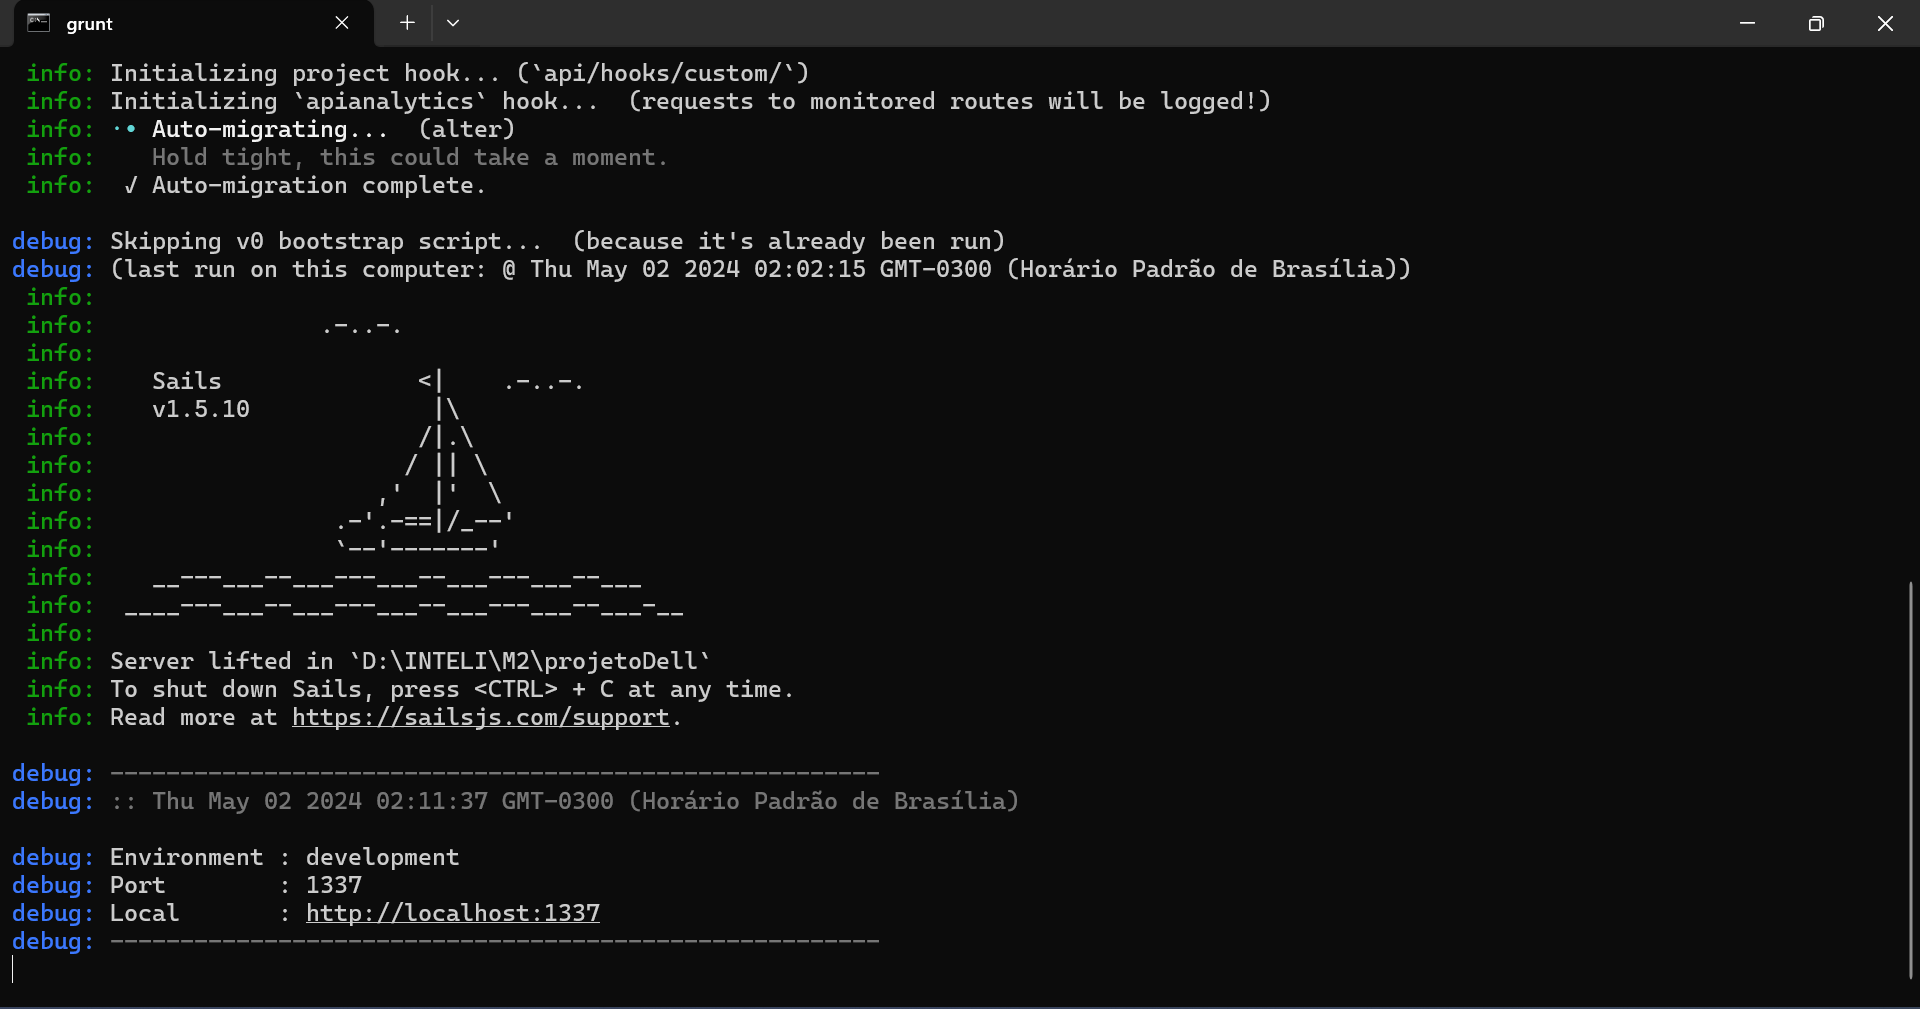 grunt
info: Initializing project hook... (`api/hooks/custom/`)
info: Initializing `apianalytics` hook...  (requests to monitored routes will be logged!)
info: ·• Auto-migrating...  (alter)
info:    Hold tight, this could take a moment.
info:  √ Auto-migration complete.
debug: Skipping v0 bootstrap script...  (because it's already been run)
debug: (last run on this computer: @ Thu May 02 2024 02:02:15 GMT-0300 (Horário Padrão de Brasília))
info:
info:                .-..-.
info:
info:    Sails              <|    .-..-.
info:    v1.5.10             |\
info:                       /|.\
info:                      / || \
info:                    ,'  |'  \
info:                 .-'.-==|/_--'
info:                 `--'-------'
info:    __---___--___---___--___---___--___
info:  ____---___--___---___--___---___--___-__
info:
info: Server lifted in `D:\INTELI\M2\projetoDell`
info: To shut down Sails, press <CTRL> + C at any time.
info: Read more at https://sailsjs.com/support.
debug: -------------------------------------------------------
debug: :: Thu May 02 2024 02:11:37 GMT-0300 (Horário Padrão de Brasília)
debug: Environment : development
debug: Port        : 1337
debug: Local       : http://localhost:1337
debug: -------------------------------------------------------